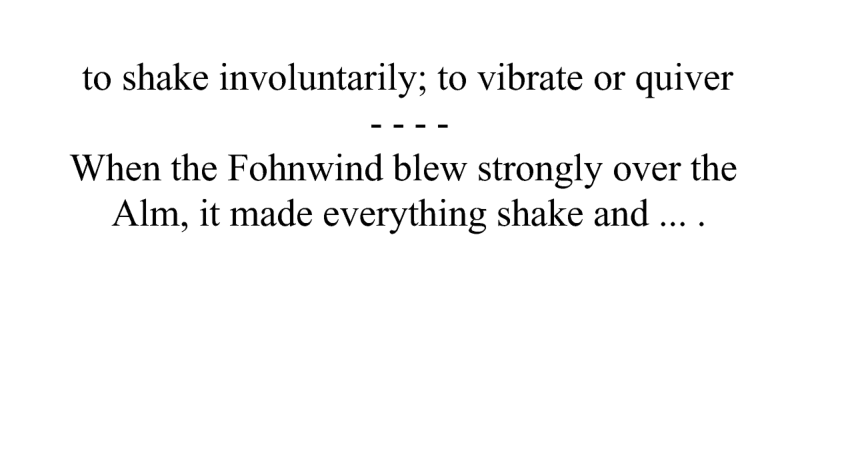 to shake involuntarily; to vibrate or quiver
- - - -
When the Fohnwind blew strongly over the
Alm, it made everything shake and ... .